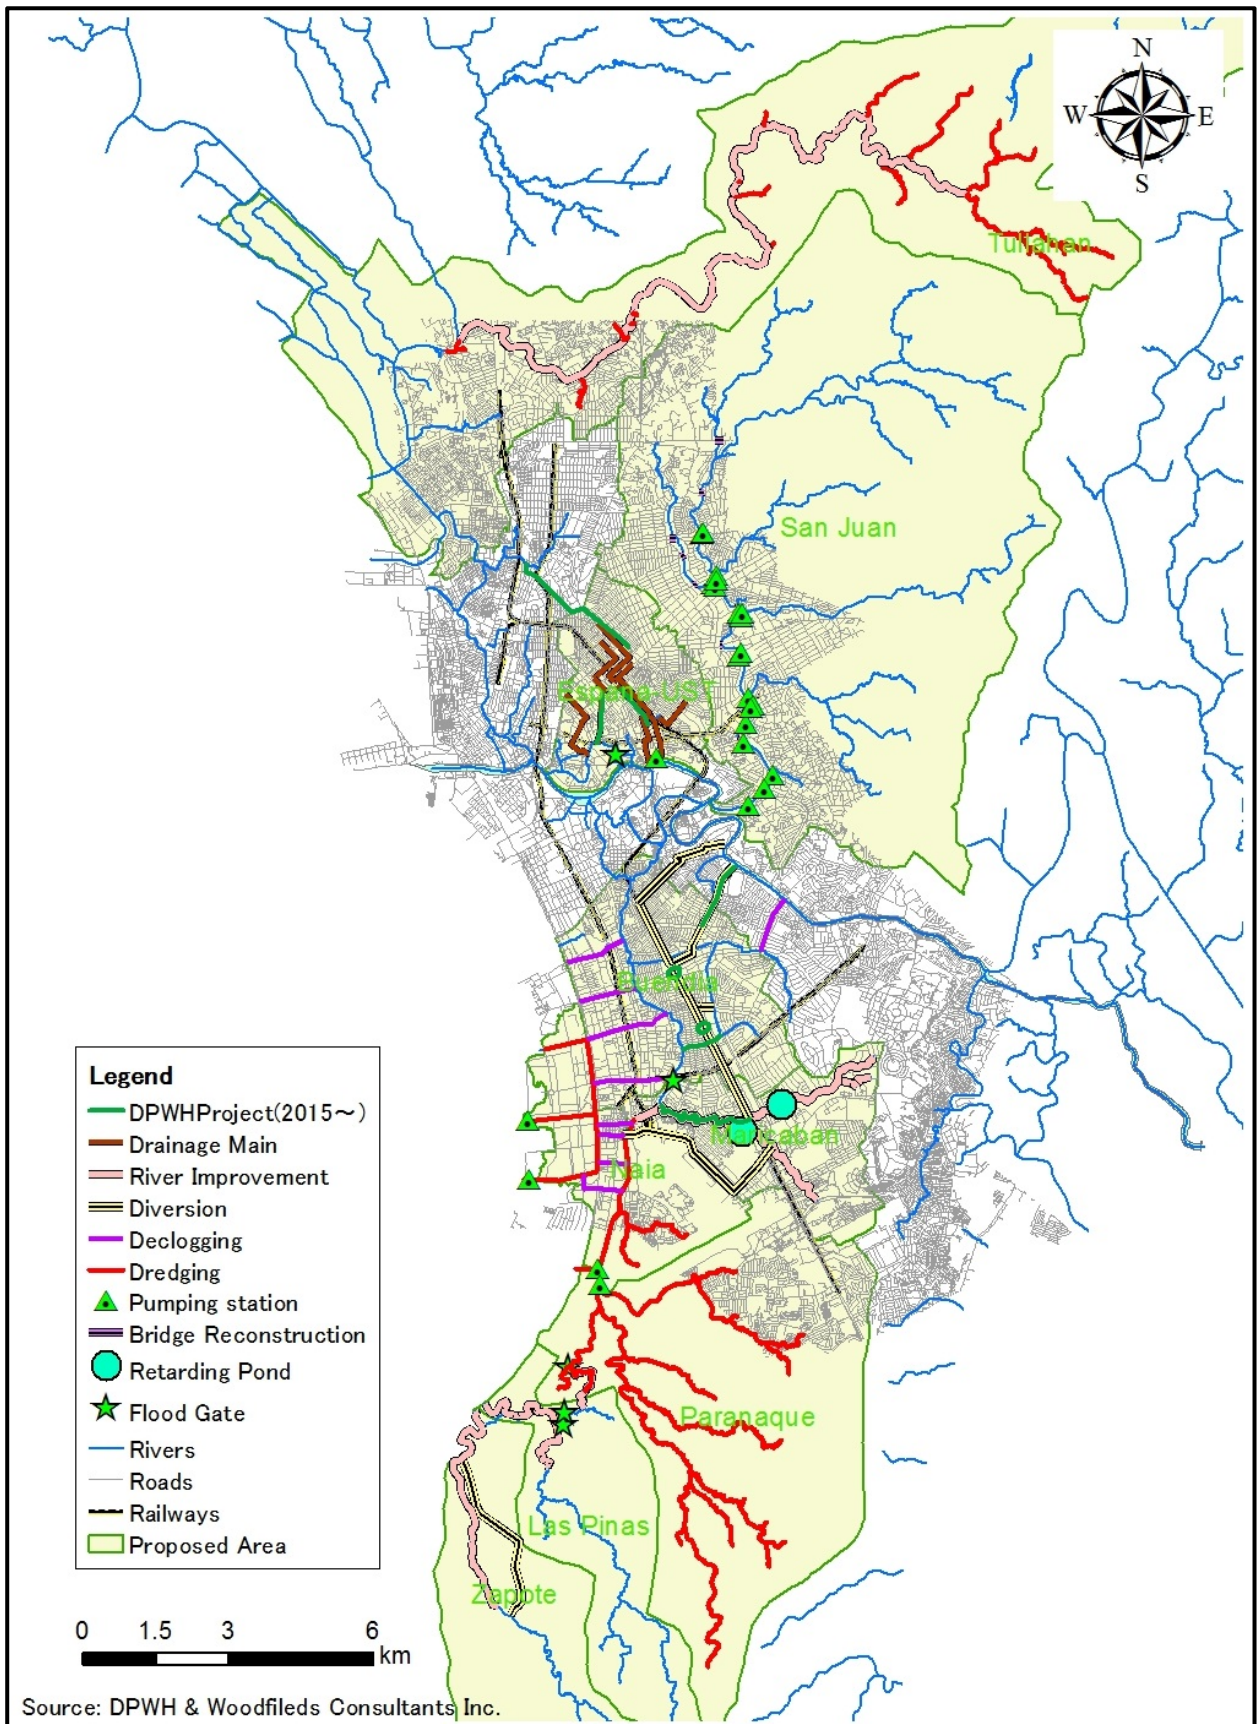 N
W E
S
Tullahan
San Juan
Espana-UST
Buendia
Maricaban
Naia
Paranaque
Las Pinas
Zapote
Legend
DPWHProject(2015～)
Drainage Main
River Improvement
Diversion
Declogging
Dredging
Pumping station
Bridge Reconstruction
Retarding Pond
Flood Gate
Rivers
Roads
Railways
Proposed Area
0 1.5 3 6
km
Source: DPWH & Woodfileds Consultants Inc.